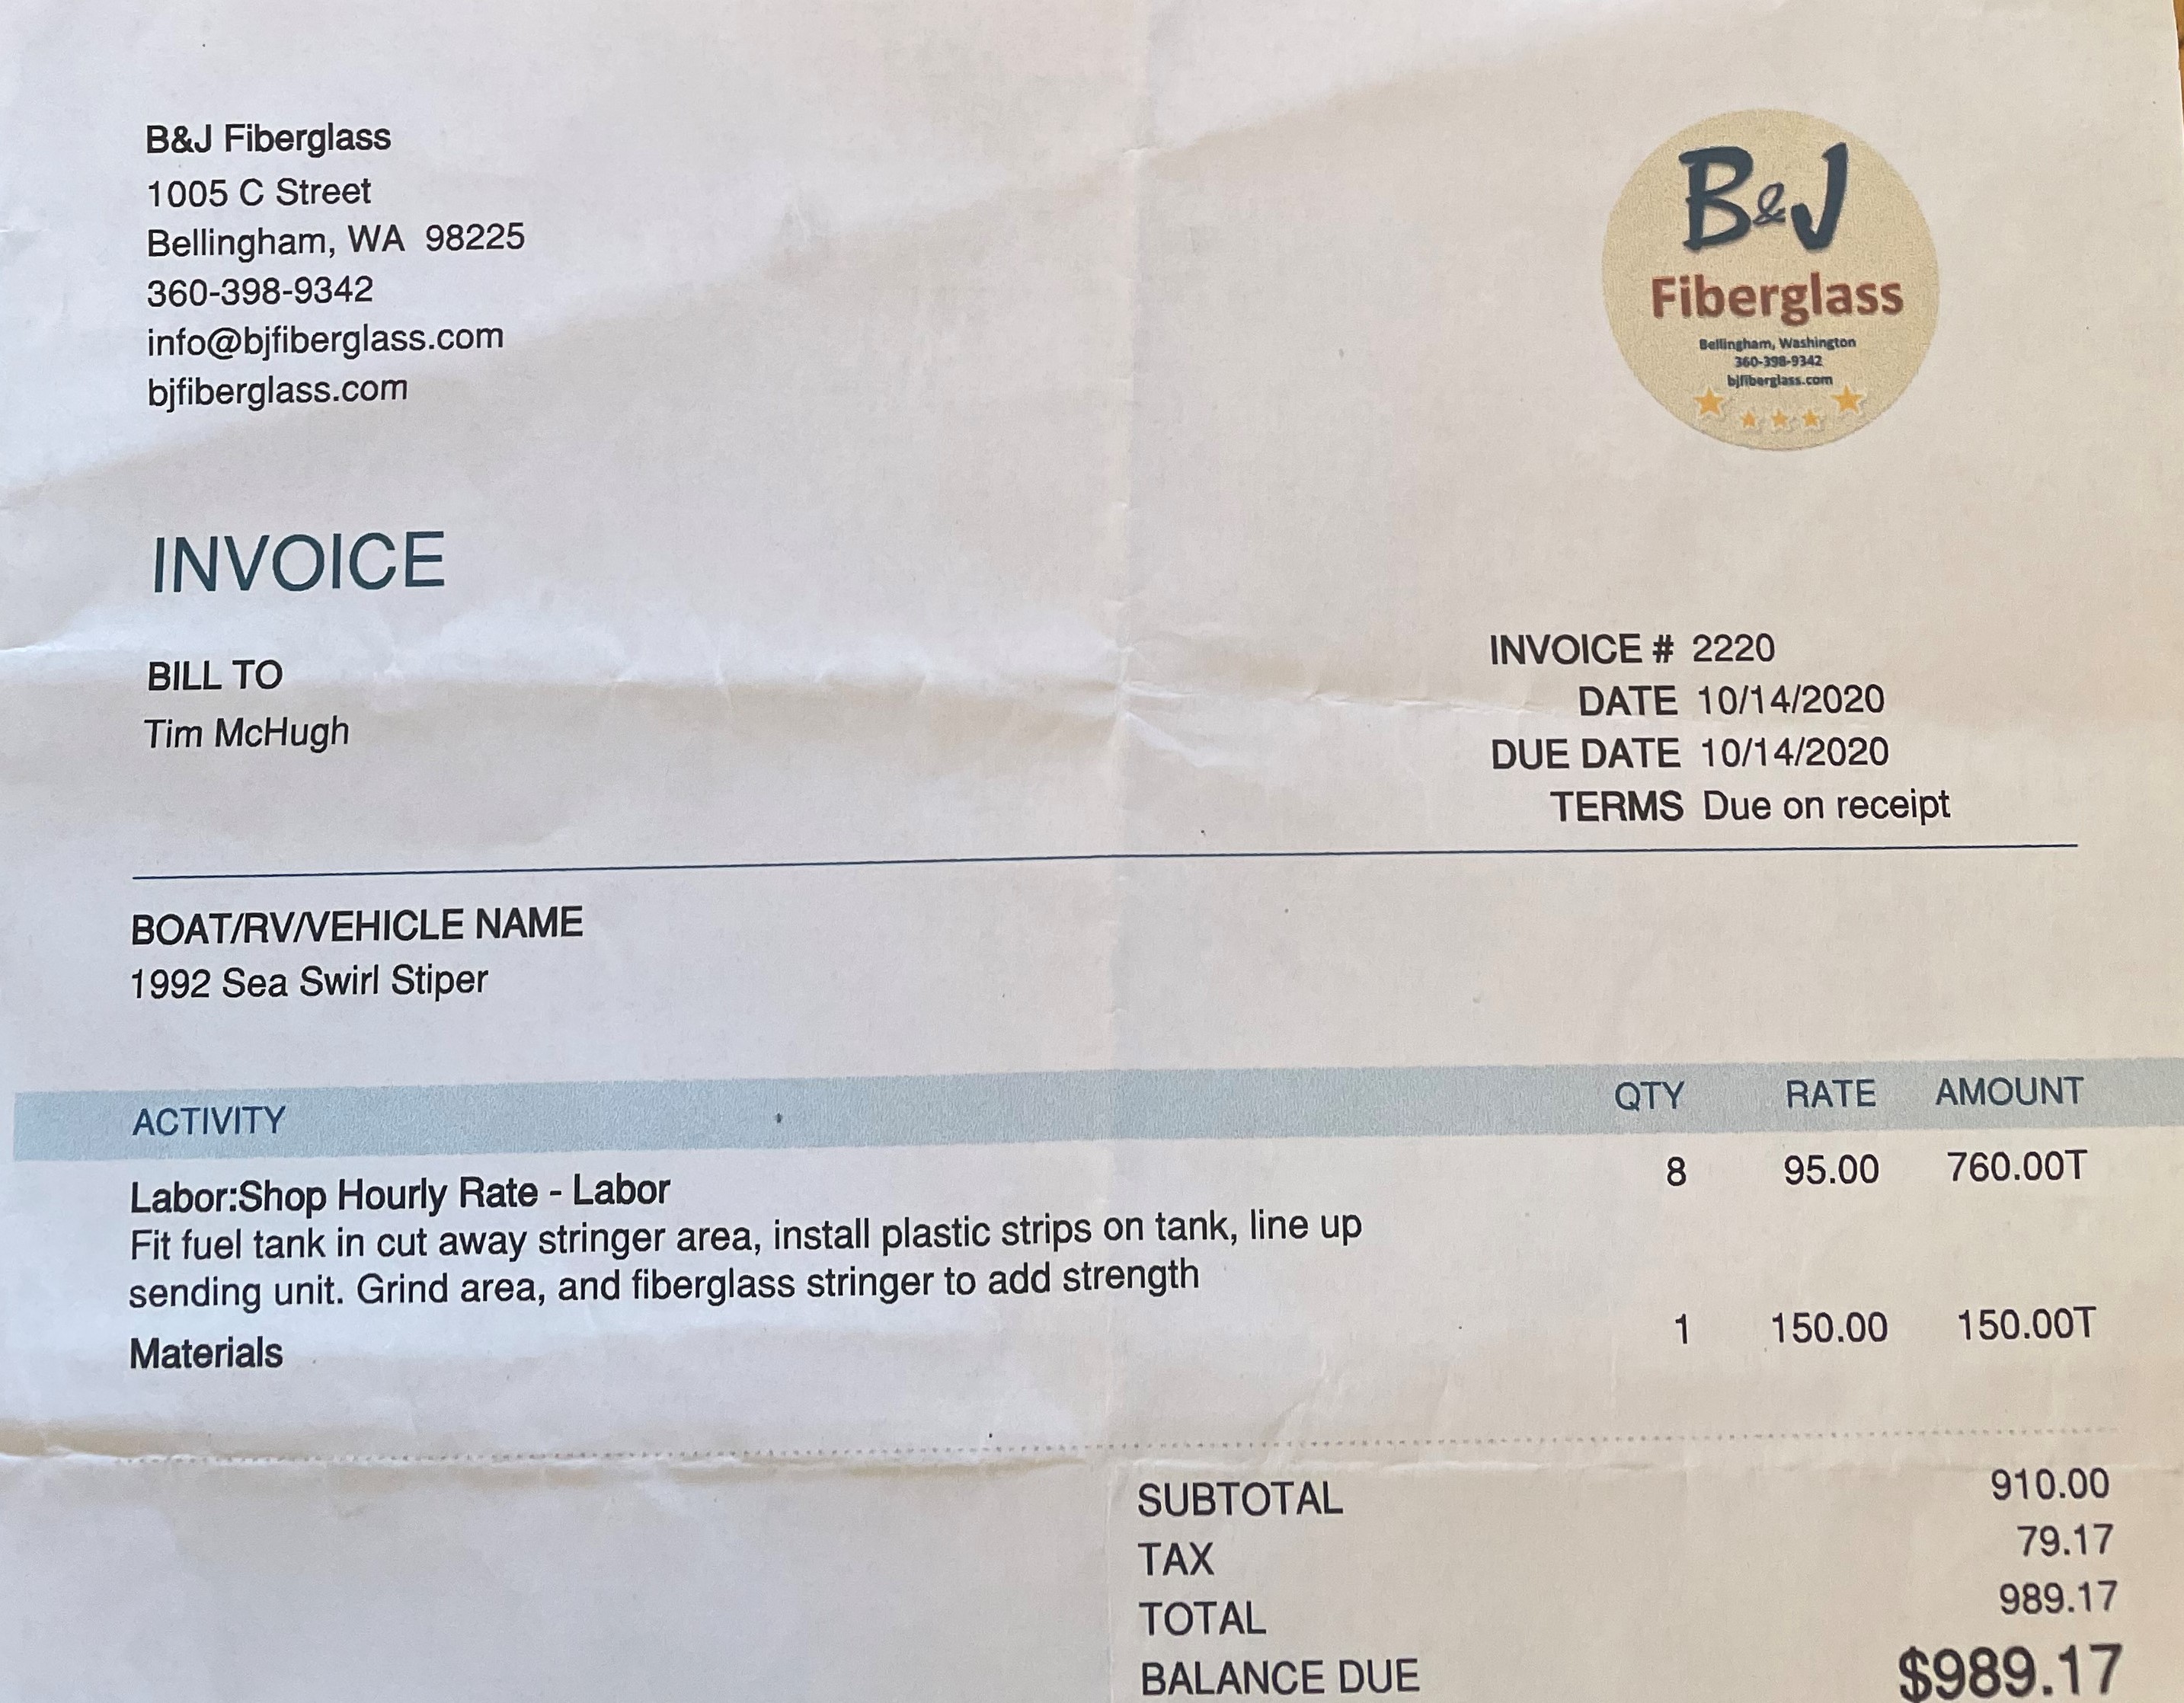 B&J Fiberglass
1005 C Street
Bellingham, WA 98225
360-398-9342
info@bjfiberglass.com
bjfiberglass.com
B&J
Fiberglass
Bellingham, Washington
360-398-9342
bjfiberglass.com
INVOICE
BILL TO
Tim McHugh
INVOICE # 2220
DATE 10/14/2020
DUE DATE 10/14/2020
TERMS Due on receipt
BOAT/RV/VEHICLE NAME
1992 Sea Swirl Stiper
ACTIVITY QTY RATE AMOUNT
Labor:Shop Hourly Rate - Labor 8 95.00 760.00T
Fit fuel tank in cut away stringer area, install plastic strips on tank, line up
sending unit. Grind area, and fiberglass stringer to add strength
Materials 1 150.00 150.00T
SUBTOTAL 910.00
TAX 79.17
TOTAL 989.17
BALANCE DUE $989.17